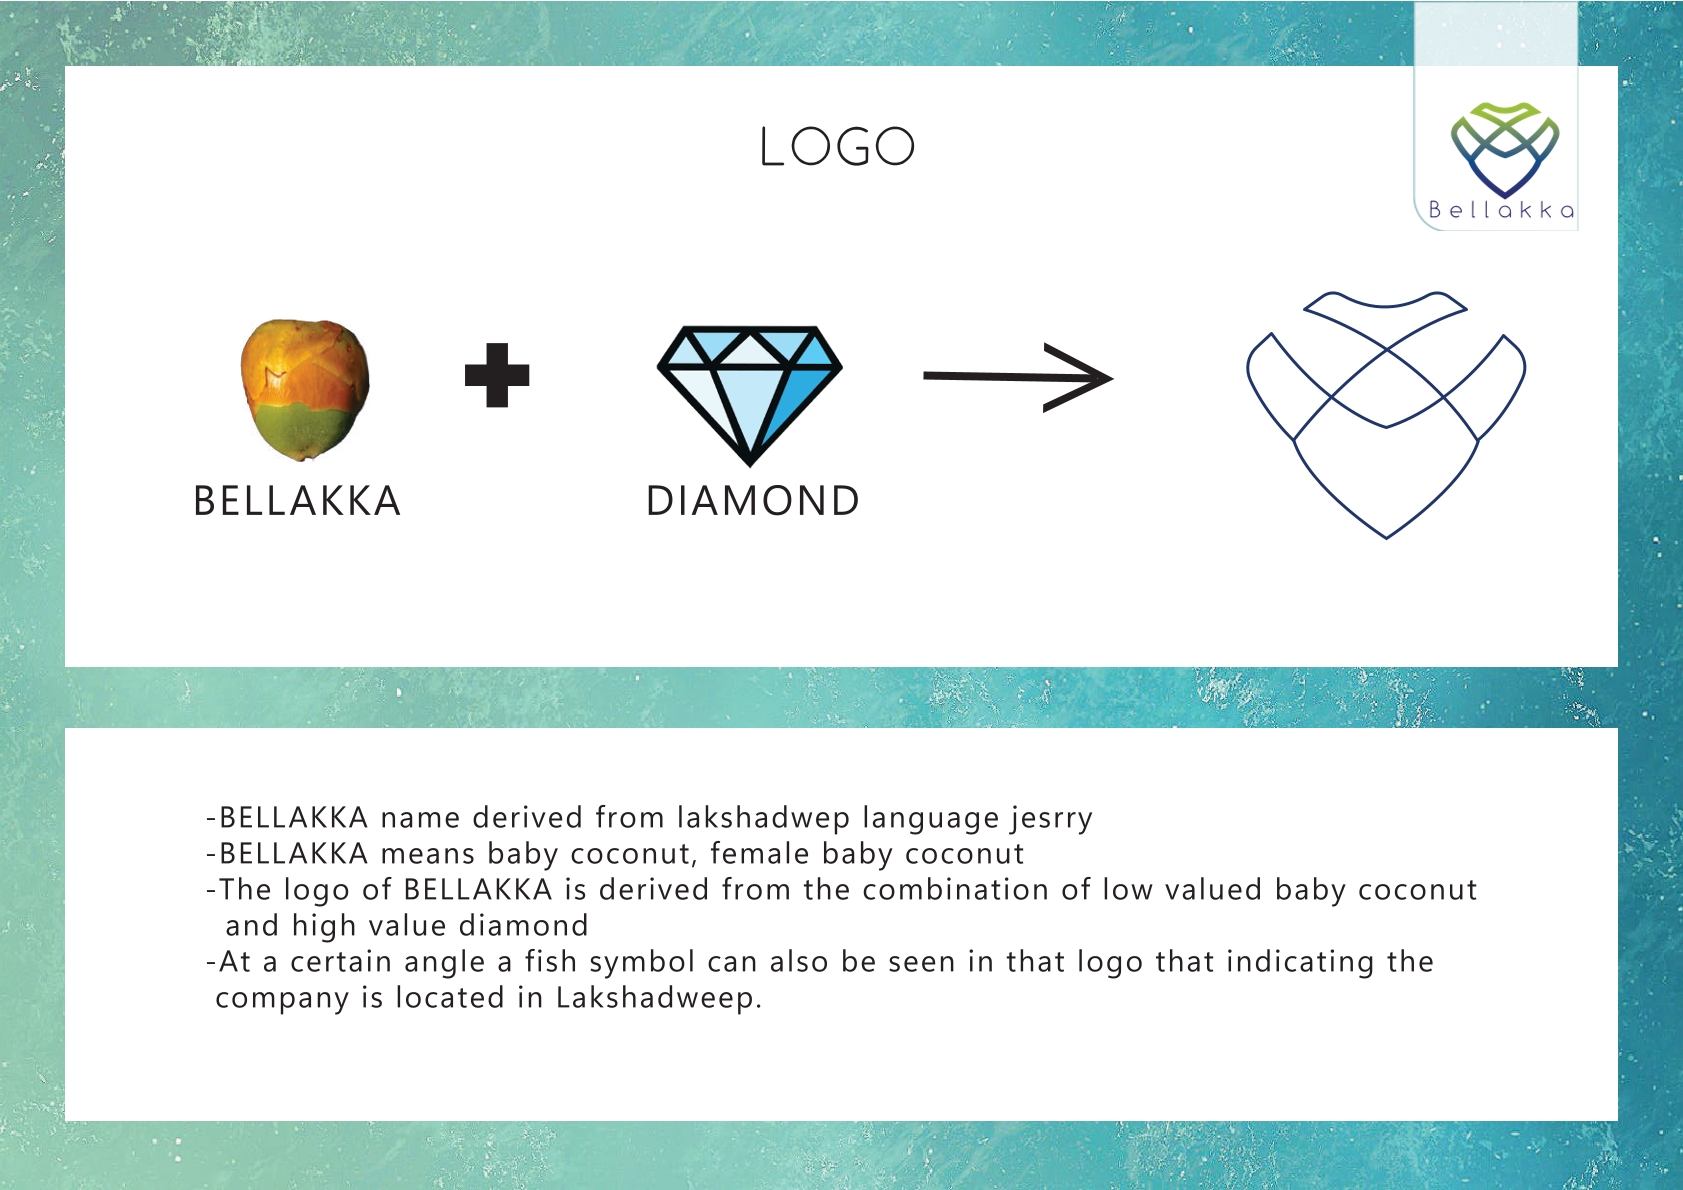 LOGO
Bellakka
BELLAKKA
DIAMOND
-BELLAKKA name derived from lakshadwep language jesrry
-BELLAKKA means baby coconut, female baby coconut
-The logo of BELLAKKA is derived from the combination of low valued baby coconut
and high value diamond
-At a certain angle a fish symbol can also be seen in that logo that indicating the
company is located in Lakshadweep.